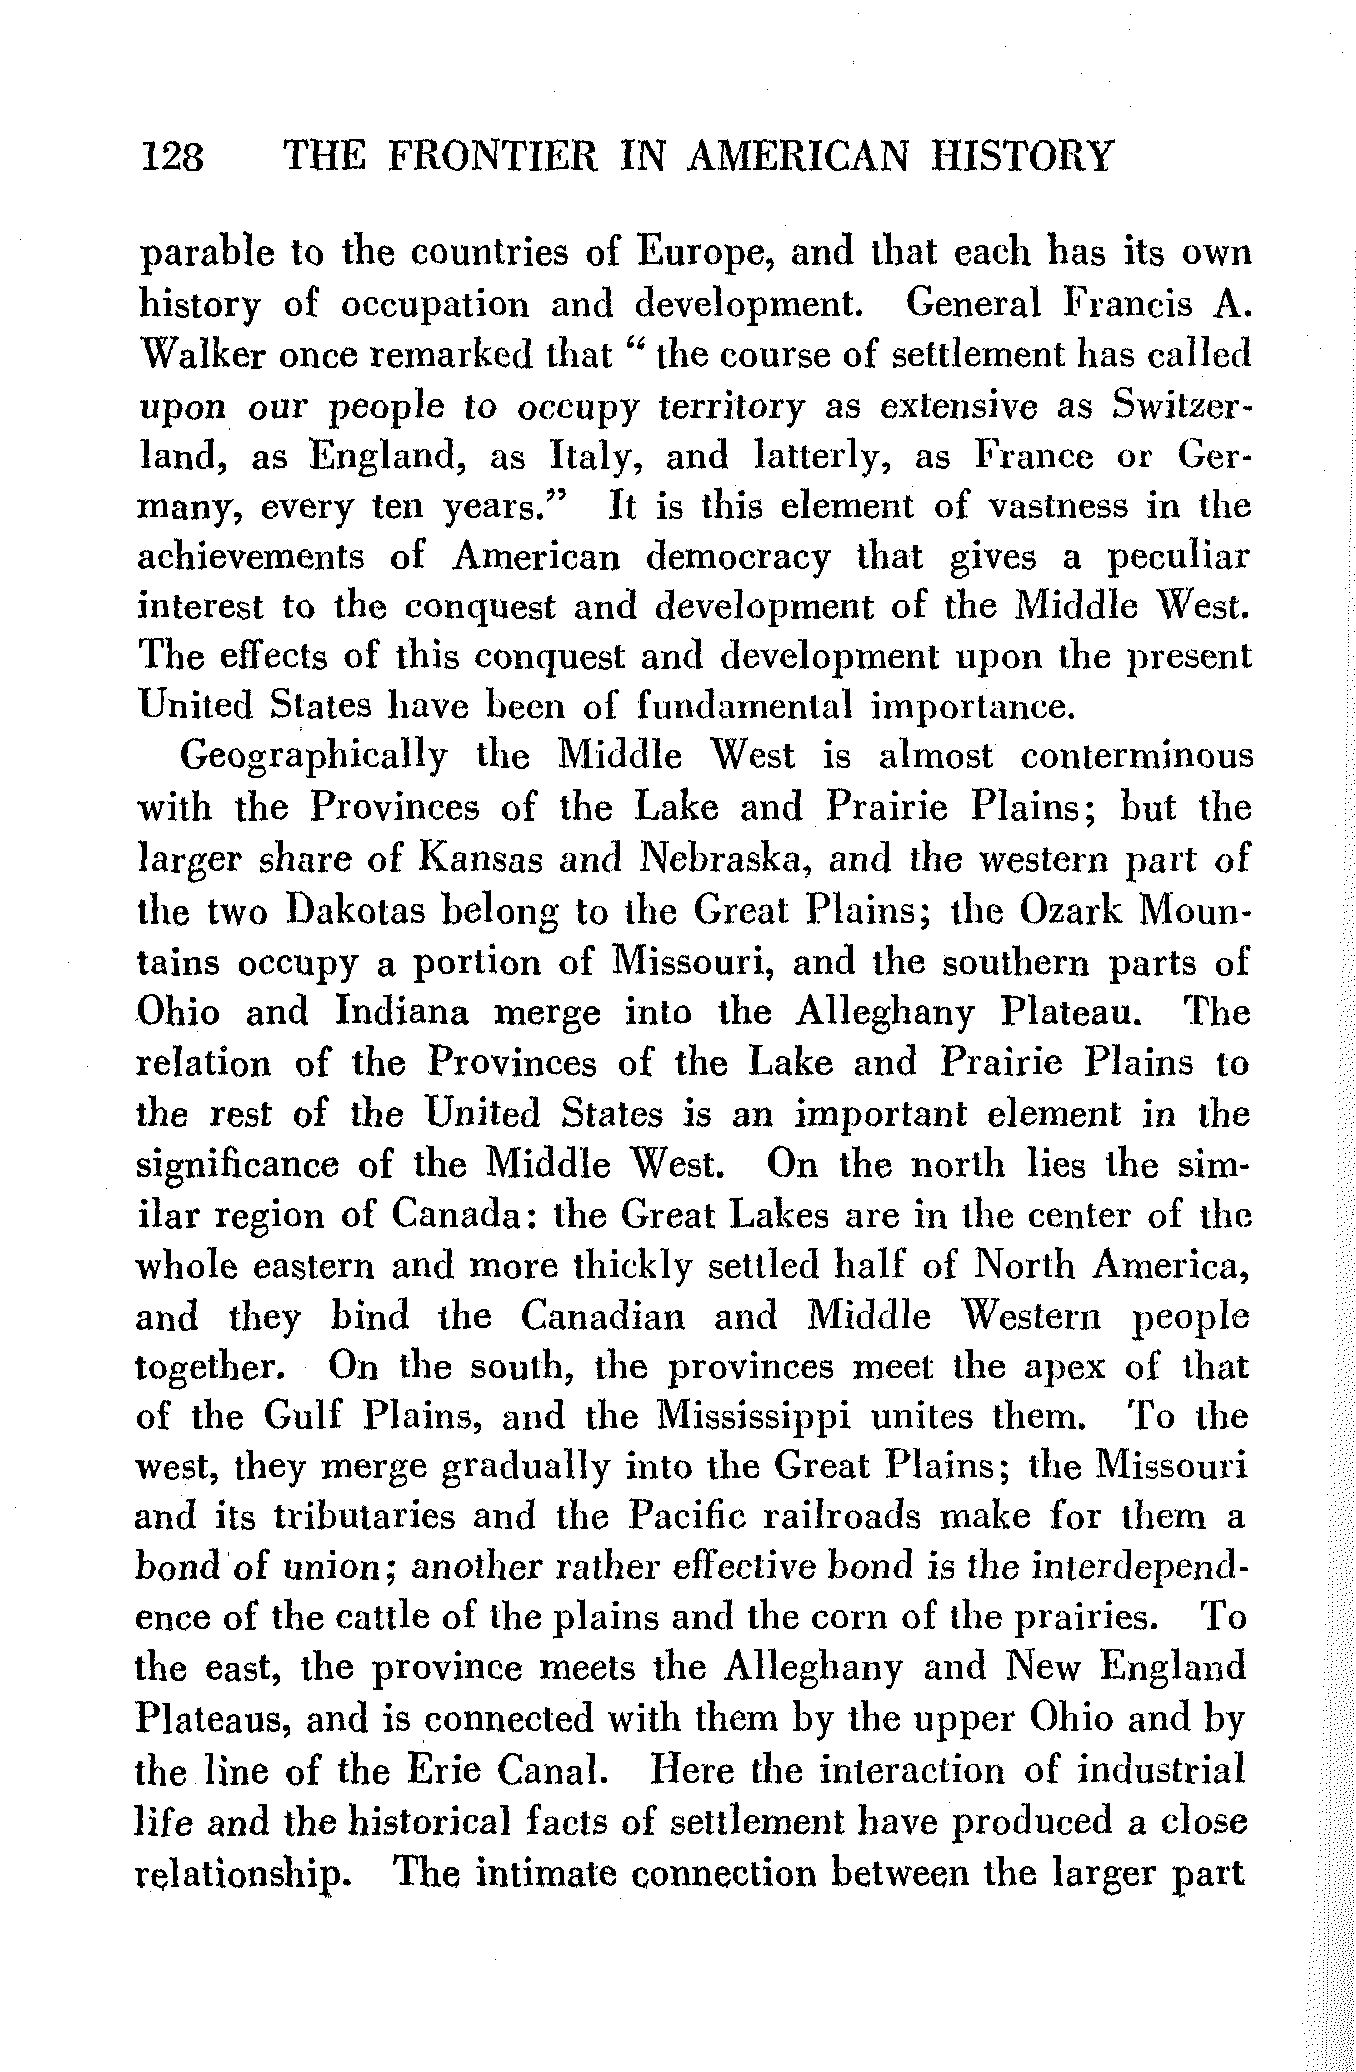 128 THE FRONTIER IN AMERICAN HISTORY
parable to the countries of Europe, and that each has its own
history of occupation and development. General Francis A.
Walker once remarked that “ the course of settlement has called
upon our people to occupy territory as extensive as Switzer-
land, as England, as Italy, and latterly, as France or Ger-
many, every ten years.” It is this element of vastness in the
achievements of American democracy that gives a peculiar
interest to the conquest and development of the Middle West.
The effects of this conquest and development upon the present
United States have been of fundamental importance.
Geographically the Middle West is almost conterminous
with the Provinces of the Lake and Prairie Plains; but the
larger share of Kansas and Nebraska, and the western part of
the two Dakotas belong to the Great Plains; the Ozark Moun-
tains occupy a portion of Missouri, and the southern parts of
Ohio and Indiana merge into the Alleghany Plateau. The
relation of the Provinces of the Lake and Prairie Plains to
the rest of the United States is an important element in the
significance of the Middle West. On the north lies the sim-
ilar region of Canada: the Great Lakes are in the center of the
whole eastern and more thickly settled half of North America,
and they bind the Canadian and Middle Western people
together. On the south, the provinces meet the apex of that
of the Gulf Plains, and the Mississippi unites them. To the
west, they merge gradually into the Great Plains; the Missouri
and its tributaries and the Pacific railroads make for them a
bond of union; another rather effective bond is the interdepend-
ence of the cattle of the plains and the corn of the prairies. To
the east, the province meets the Alleghany and New England
Plateaus, and is connected with them by the upper Ohio and by
the line of the Erie Canal. Here the interaction of industrial
life and the historical facts of settlement have produced a close
relationship. The intimate connection between the larger part